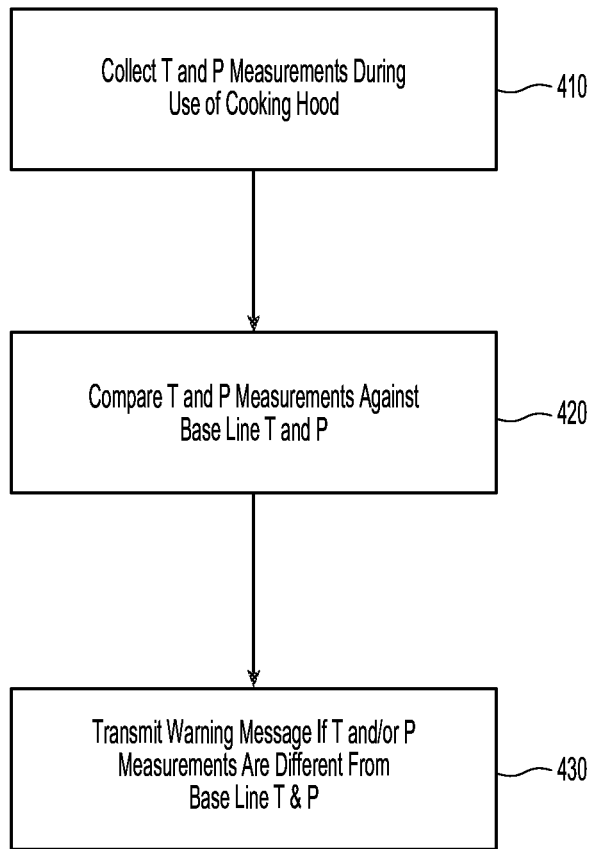 Collect T and P Measurements During
Use of Cooking Hood
410
Compare T and P Measurements Against
Base Line T and P
420
Transmit Warning Message If T and/or P
Measurements Are Different From
Base Line T & P
430